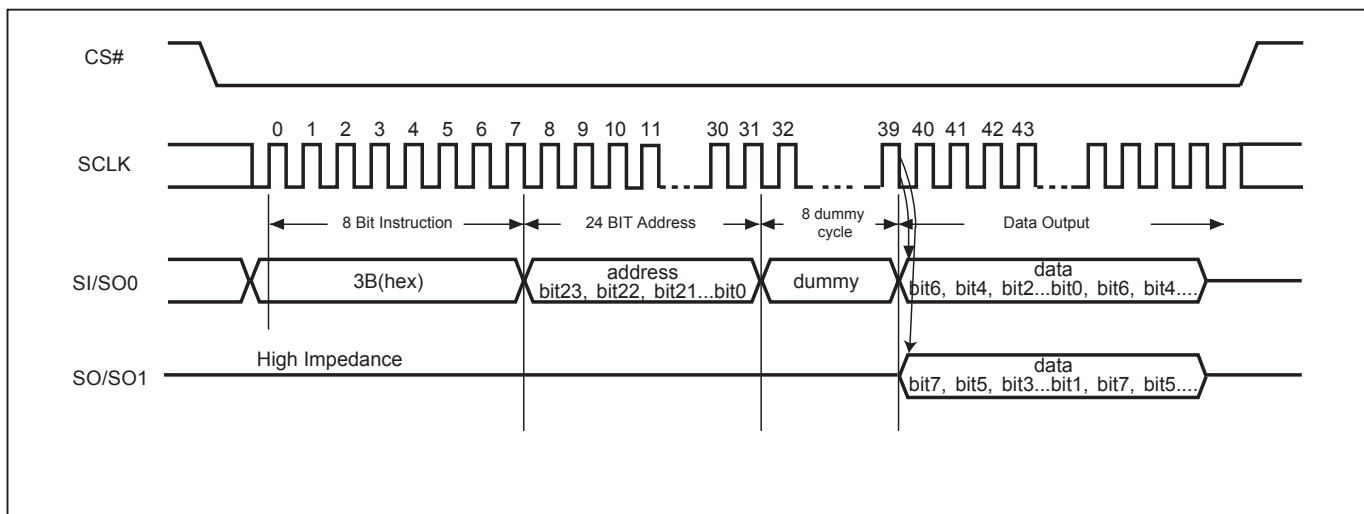 CS#
0 1 2 3 4 5 6 7 8 9 10 11 30 31 32 39 40 41 42 43
SCLK
8 Bit Instruction
24 BIT Address
8 dummy
cycle
Data Output
SI/SO0
3B(hex)
address
bit23, bit22, bit21...bit0
dummy
data
bit6, bit4, bit2...bit0, bit6, bit4....
High Impedance
SO/SO1
data
bit7, bit5, bit3...bit1, bit7, bit5....